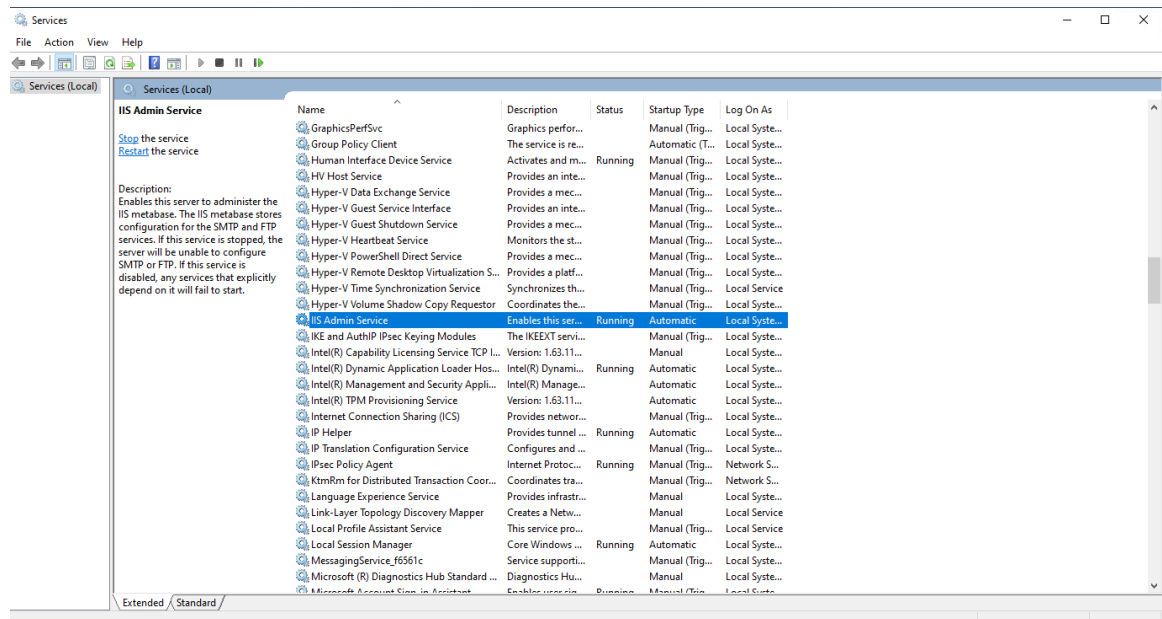 Services
File Action View Help
Services (Local)
Services (Local)
IIS Admin Service
Stop the service
Restart the service
Description:
Enables this server to administer the
IIS metabase. The IIS metabase stores
configuration for the SMTP and FTP
services. If this service is stopped, the
server will be unable to configure
SMTP or FTP. If this service is
disabled, any services that explicitly
depend on it will fail to start.
Name Description Status Startup Type Log On As
GraphicsPerfSvc Graphics perfor... Manual (Trig... Local Syste...
Group Policy Client The service is re... Automatic (T... Local Syste...
Human Interface Device Service Activates and m... Running Manual (Trig... Local Syste...
HV Host Service Provides an inte... Manual (Trig... Local Syste...
Hyper-V Data Exchange Service Provides a mec... Manual (Trig... Local Syste...
Hyper-V Guest Service Interface Provides an inte... Manual (Trig... Local Syste...
Hyper-V Guest Shutdown Service Provides a mec... Manual (Trig... Local Syste...
Hyper-V Heartbeat Service Monitors the st... Manual (Trig... Local Syste...
Hyper-V PowerShell Direct Service Provides a mec... Manual (Trig... Local Syste...
Hyper-V Remote Desktop Virtualization S... Provides a platf... Manual (Trig... Local Syste...
Hyper-V Time Synchronization Service Synchronizes th... Manual (Trig... Local Service
Hyper-V Volume Shadow Copy Requestor Coordinates the... Manual (Trig... Local Syste...
IIS Admin Service Enables this ser... Running Automatic Local Syste...
IKE and AuthIP IPsec Keying Modules The IKEEXT servi... Manual (Trig... Local Syste...
Intel(R) Capability Licensing Service TCP I... Version: 1.63.11... Manual Local Syste...
Intel(R) Dynamic Application Loader Hos... Intel(R) Dynami... Running Automatic Local Syste...
Intel(R) Management and Security Appli... Intel(R) Manage... Automatic Local Syste...
Intel(R) TPM Provisioning Service Version: 1.63.11... Automatic Local Syste...
Internet Connection Sharing (ICS) Provides networ... Manual (Trig... Local Syste...
IP Helper Provides tunnel ... Running Automatic Local Syste...
IP Translation Configuration Service Configures and ... Manual (Trig... Local Syste...
IPsec Policy Agent Internet Protoc... Running Manual (Trig... Network S...
KtmRm for Distributed Transaction Coor... Coordinates tra... Manual (Trig... Network S...
Language Experience Service Provides infrastr... Manual Local Syste...
Link-Layer Topology Discovery Mapper Creates a Netw... Manual Local Service
Local Profile Assistant Service This service pro... Manual (Trig... Local Service
Local Session Manager Core Windows ... Running Automatic Local Syste...
MessagingService_f6561c Service supporti... Manual (Trig... Local Syste...
Microsoft (R) Diagnostics Hub Standard ... Diagnostics Hu... Manual Local Syste...
Microsoft Account Sign-in Assistant Enables user sig... Running Manual (Trig... Local Syste...
Extended Standard